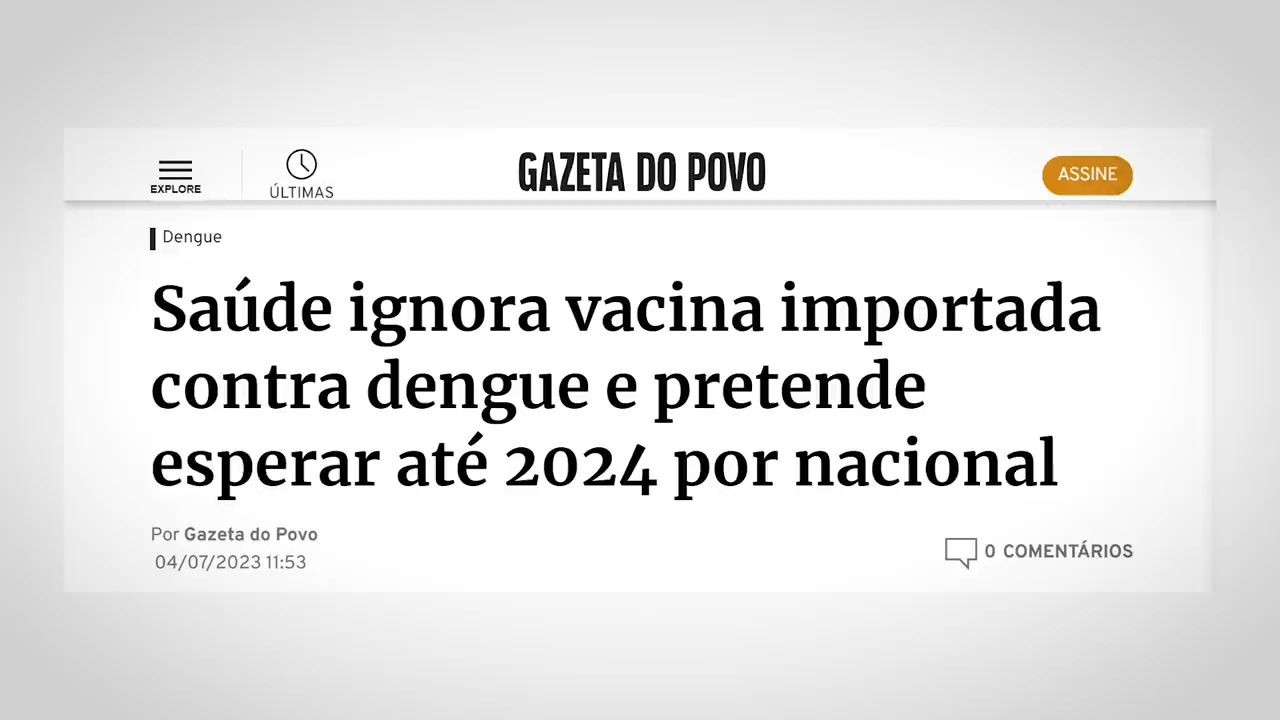 EXPLORE
ÚLTIMAS
GAZETA DO POVO
ASSINE
Dengue
Saúde ignora vacina importada
contra dengue e pretende
esperar até 2024 por nacional
Por Gazeta do Povo
04/07/2023 11:53
0 COMENTÁRIOS